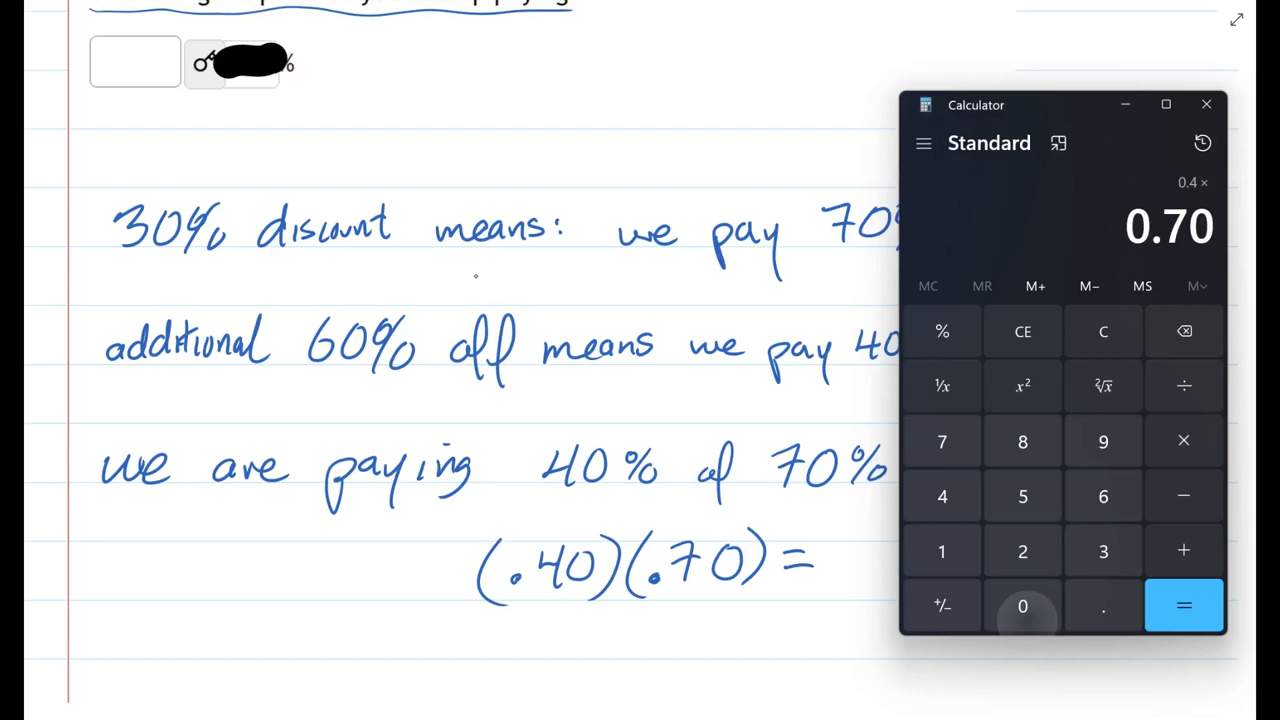 %
30% discount means: we pay 70%
additional 60% off means we pay 40
we are paying 40% of 70%
(.40)(.70) =
Calculator
Standard
0.4 ×
0.70
MC MR M+ M− MS M
% CE C
1/x x² ²√x ÷
7 8 9 ×
4 5 6 −
1 2 3 +
+/− 0 . =